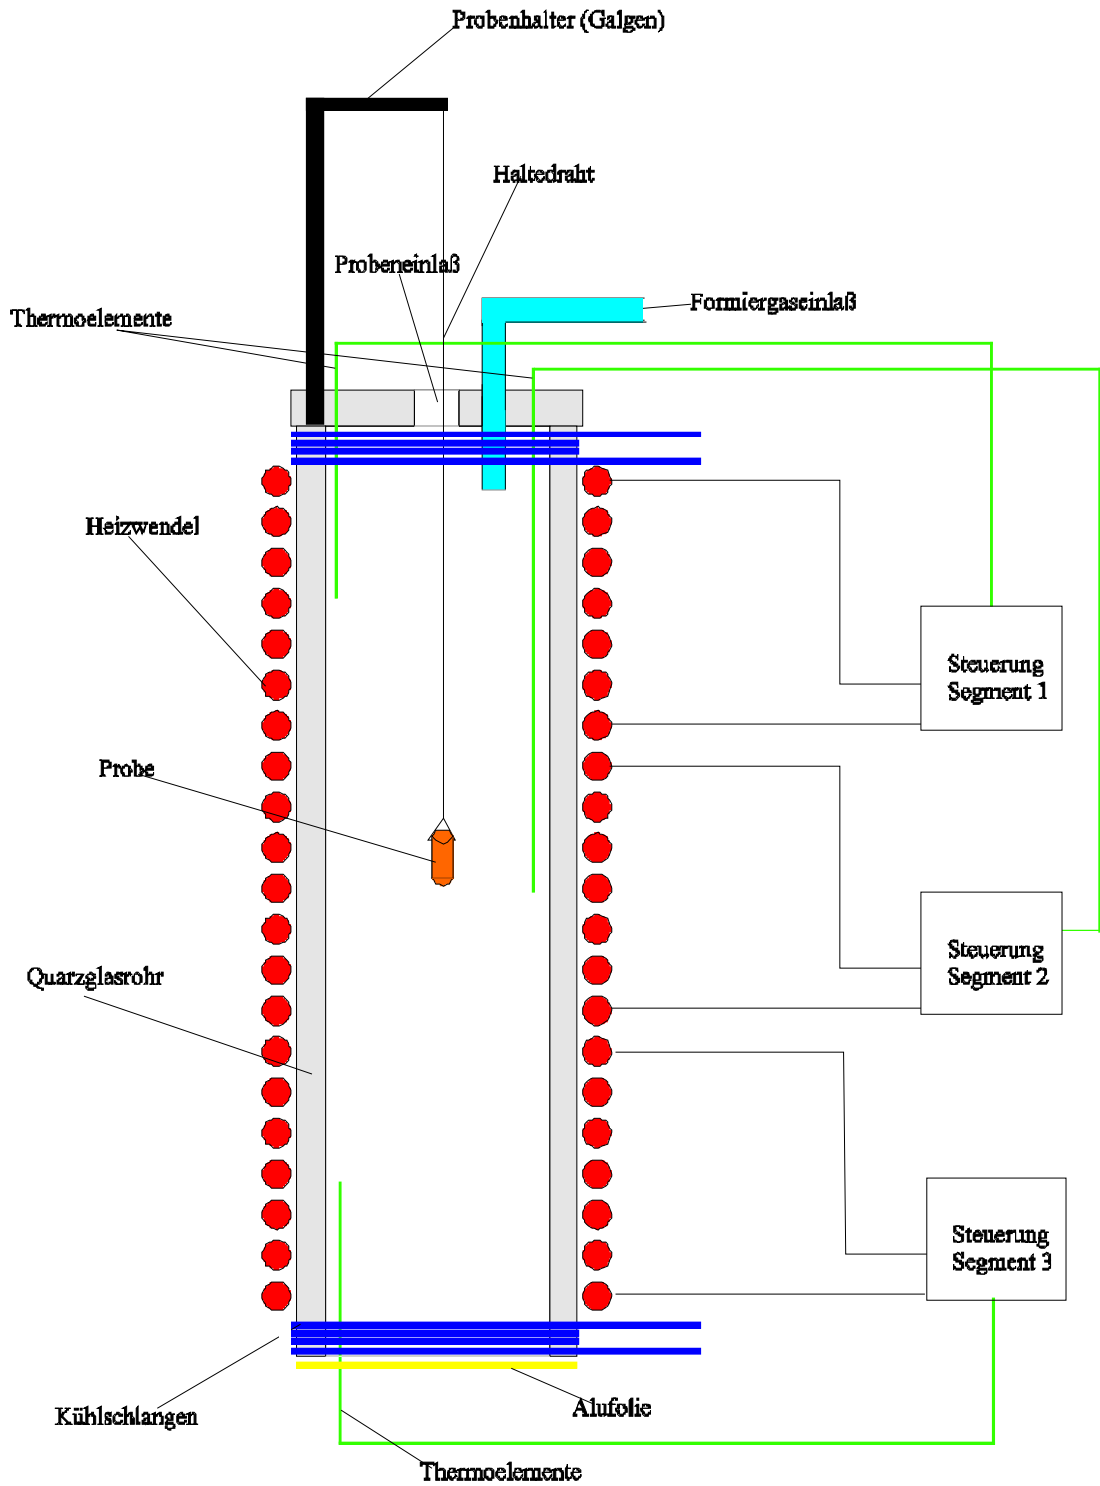 Probenhalter (Galgen)
Haltedraht
Probeneinlaß
Formiergaseinlaß
Thermoelemente
Heizwendel
Steuerung
Segment 1
Probe
Steuerung
Segment 2
Quarzglasrohr
Steuerung
Segment 3
Kühlschlangen
Alufolie
Thermoelemente